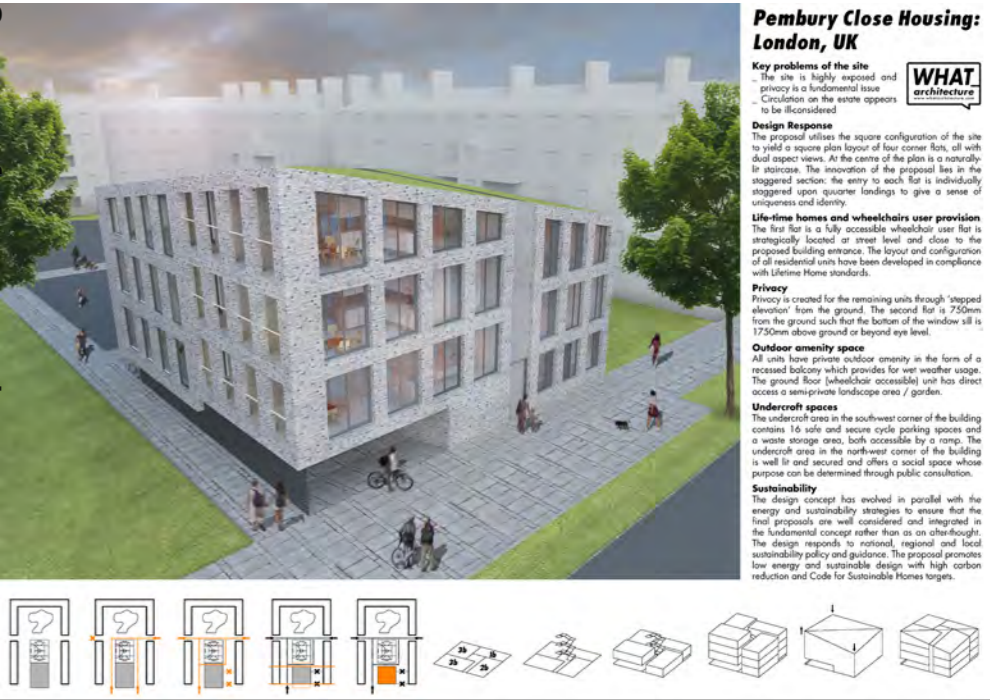 Pembury Close Housing:
London, UK
Key problems of the site
_ The site is highly exposed and
privacy is a fundamental issue
_ Circulation on the estate appears
to be ill-considered
WHAT_
architecture
www.whatarchitecture.com
Design Response
The proposal utilises the square configuration of the site
to yield a square plan layout of four corner flats, all with
dual aspect views. At the centre of the plan is a naturally-
lit staircase. The innovation of the proposal lies in the
staggered section: the entry to each flat is individually
staggered upon quuarter landings to give a sense of
uniqueness and identity.
Life-time homes and wheelchairs user provision
The first flat is a fully accessible wheelchair user flat is
strategically located at street level and close to the
proposed building entrance. The layout and configuration
of all residential units have been developed in compliance
with Lifetime Home standards.
Privacy
Privacy is created for the remaining units through 'stepped
elevation' from the ground. The second flat is 750mm
from the ground such that the bottom of the window sill is
1750mm above ground or beyond eye level.
Outdoor amenity space
All units have private outdoor amenity in the form of a
recessed balcony which provides for wet weather usage.
The ground floor (wheelchair accessible) unit has direct
access a semi-private landscape area / garden.
Undercroft spaces
The undercroft area in the south-west corner of the building
contains 16 safe and secure cycle parking spaces and
a waste storage area, both accessible by a ramp. The
undercroft area in the north-west corner of the building
is well lit and secured and offers a social space whose
purpose can be determined through public consultation.
Sustainability
The design concept has evolved in parallel with the
energy and sustainability strategies to ensure that the
final proposals are well considered and integrated in
the fundamental concept rather than as an after-thought.
The design responds to national, regional and local
sustainability policy and guidance. The proposal promotes
low energy and sustainable design with high carbon
reduction and Code for Sustainable Homes targets.
3b 1b
2b 2b